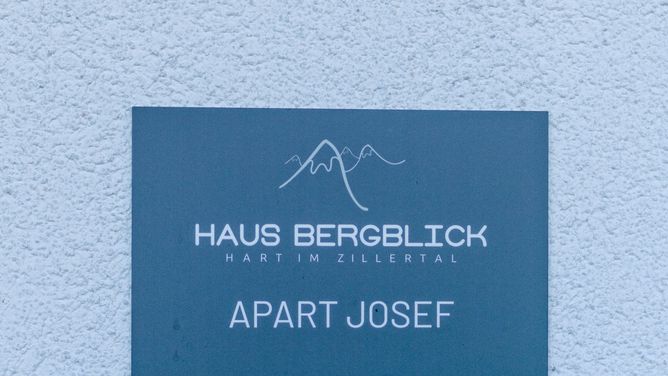 HAUS BERGBLICK
HART IM ZILLERTAL
APART JOSEF